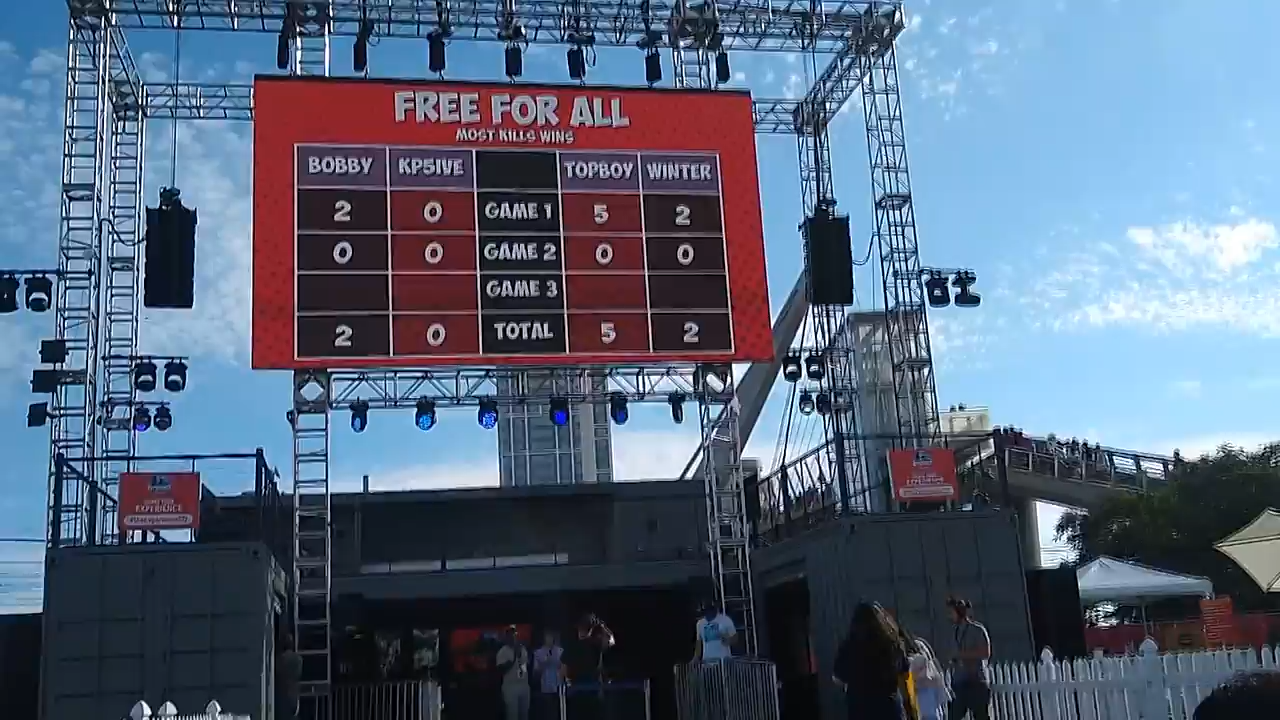 FREE FOR ALL
MOST KILLS WINS
BOBBY KP5IVE TOPBOY WINTER
2 0 GAME 1 5 2
0 0 GAME 2 0 0
GAME 3
2 0 TOTAL 5 2
EXPERIENCE